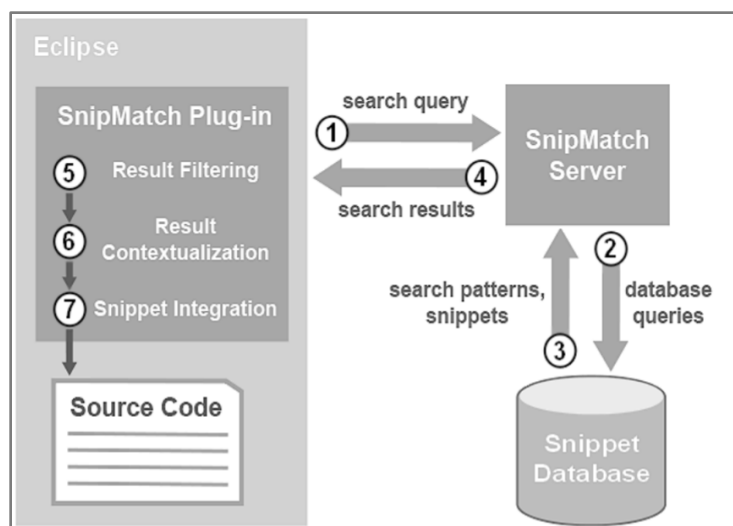 Eclipse
SnipMatch Plug-in
5 Result Filtering
6 Result
Contextualization
7 Snippet Integration
Source Code
search query
1
4
search results
SnipMatch
Server
2
search patterns,
snippets
database
queries
3
Snippet
Database